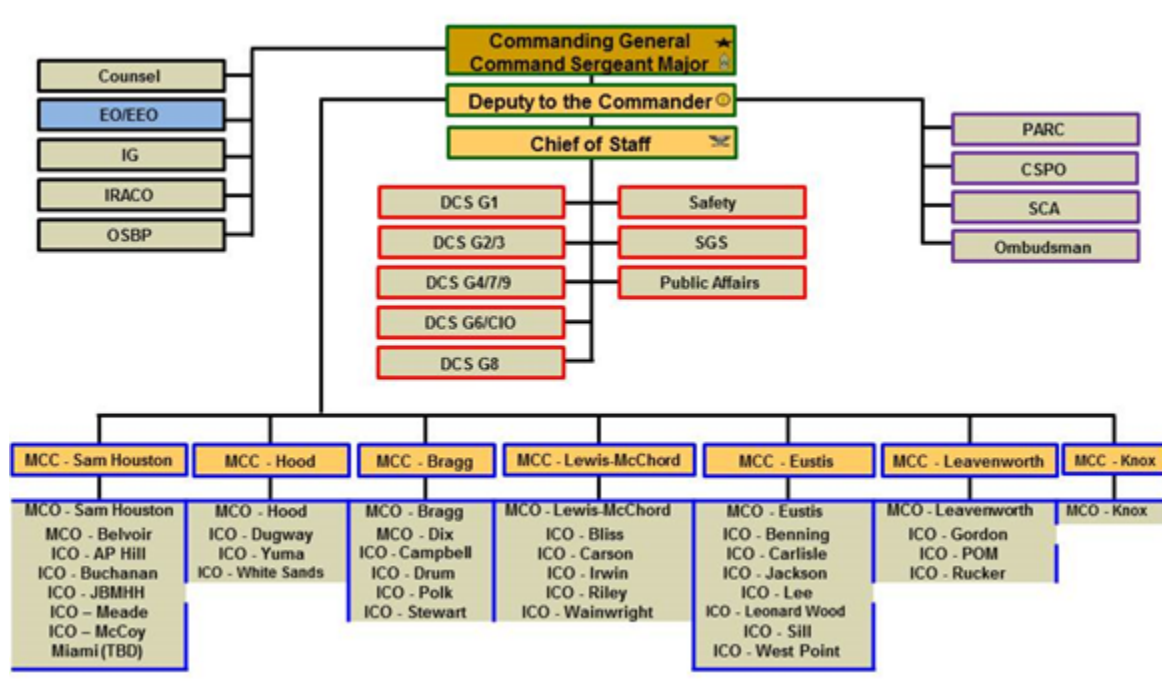 Commanding General
Command Sergeant Major
Deputy to the Commander
Chief of Staff
Counsel
EO/EEO
IG
IRACO
OSBP
DCS G1
DCS G2/3
DCS G4/7/9
DCS G6/CIO
DCS G8
Safety
SGS
Public Affairs
PARC
CSPO
SCA
Ombudsman
MCC - Sam Houston
MCO - Sam Houston
MCO - Belvoir
ICO - AP Hill
ICO - Buchanan
ICO - JBMHH
ICO – Meade
ICO – McCoy
Miami (TBD)
MCC - Hood
MCO - Hood
ICO - Dugway
ICO - Yuma
ICO - White Sands
MCC - Bragg
MCO - Bragg
MCO - Dix
ICO - Campbell
ICO - Drum
ICO - Polk
ICO - Stewart
MCC - Lewis-McChord
MCO - Lewis-McChord
ICO - Bliss
ICO - Carson
ICO - Irwin
ICO - Riley
ICO - Wainwright
MCC - Eustis
MCO - Eustis
ICO - Benning
ICO - Carlisle
ICO - Jackson
ICO - Lee
ICO - Leonard Wood
ICO - Sill
ICO - West Point
MCC - Leavenworth
MCO - Leavenworth
ICO - Gordon
ICO - POM
ICO - Rucker
MCC - Knox
MCO - Knox